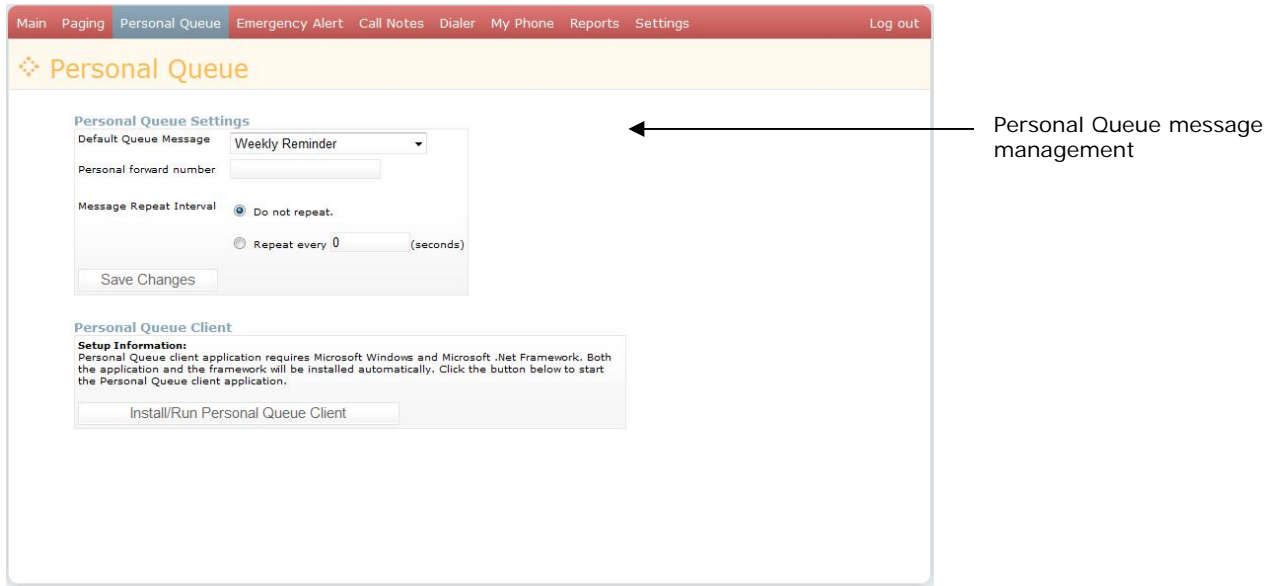 Main Paging Personal Queue Emergency Alert Call Notes Dialer My Phone Reports Settings Log out
Personal Queue
Personal Queue Settings
Default Queue Message Weekly Reminder
Personal forward number
Message Repeat Interval Do not repeat.
Repeat every 0 (seconds)
Save Changes
Personal Queue Client
Setup Information:
Personal Queue client application requires Microsoft Windows and Microsoft .Net Framework. Both
the application and the framework will be installed automatically. Click the button below to start
the Personal Queue client application.
Install/Run Personal Queue Client
Personal Queue message
management